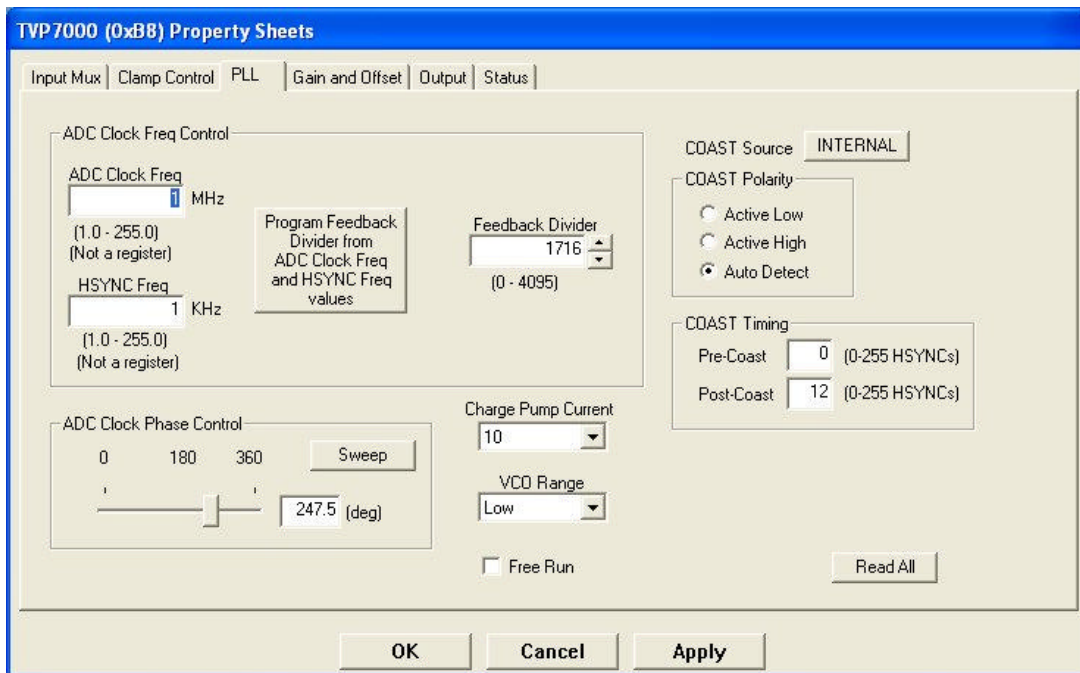 TVP7000 (0xB8) Property Sheets
Input Mux Clamp Control PLL Gain and Offset Output Status
ADC Clock Freq Control
ADC Clock Freq
1 MHz
(1.0 - 255.0)
(Not a register)
HSYNC Freq
1 KHz
(1.0 - 255.0)
(Not a register)
Program Feedback
Divider from
ADC Clock Freq
and HSYNC Freq
values
Feedback Divider
1716
(0 - 4095)
COAST Source INTERNAL
COAST Polarity
Active Low
Active High
Auto Detect
COAST Timing
Pre-Coast 0 (0-255 HSYNCs)
Post-Coast 12 (0-255 HSYNCs)
ADC Clock Phase Control
0 180 360 Sweep
247.5 (deg)
Charge Pump Current
10
VCO Range
Low
Free Run
Read All
OK Cancel Apply